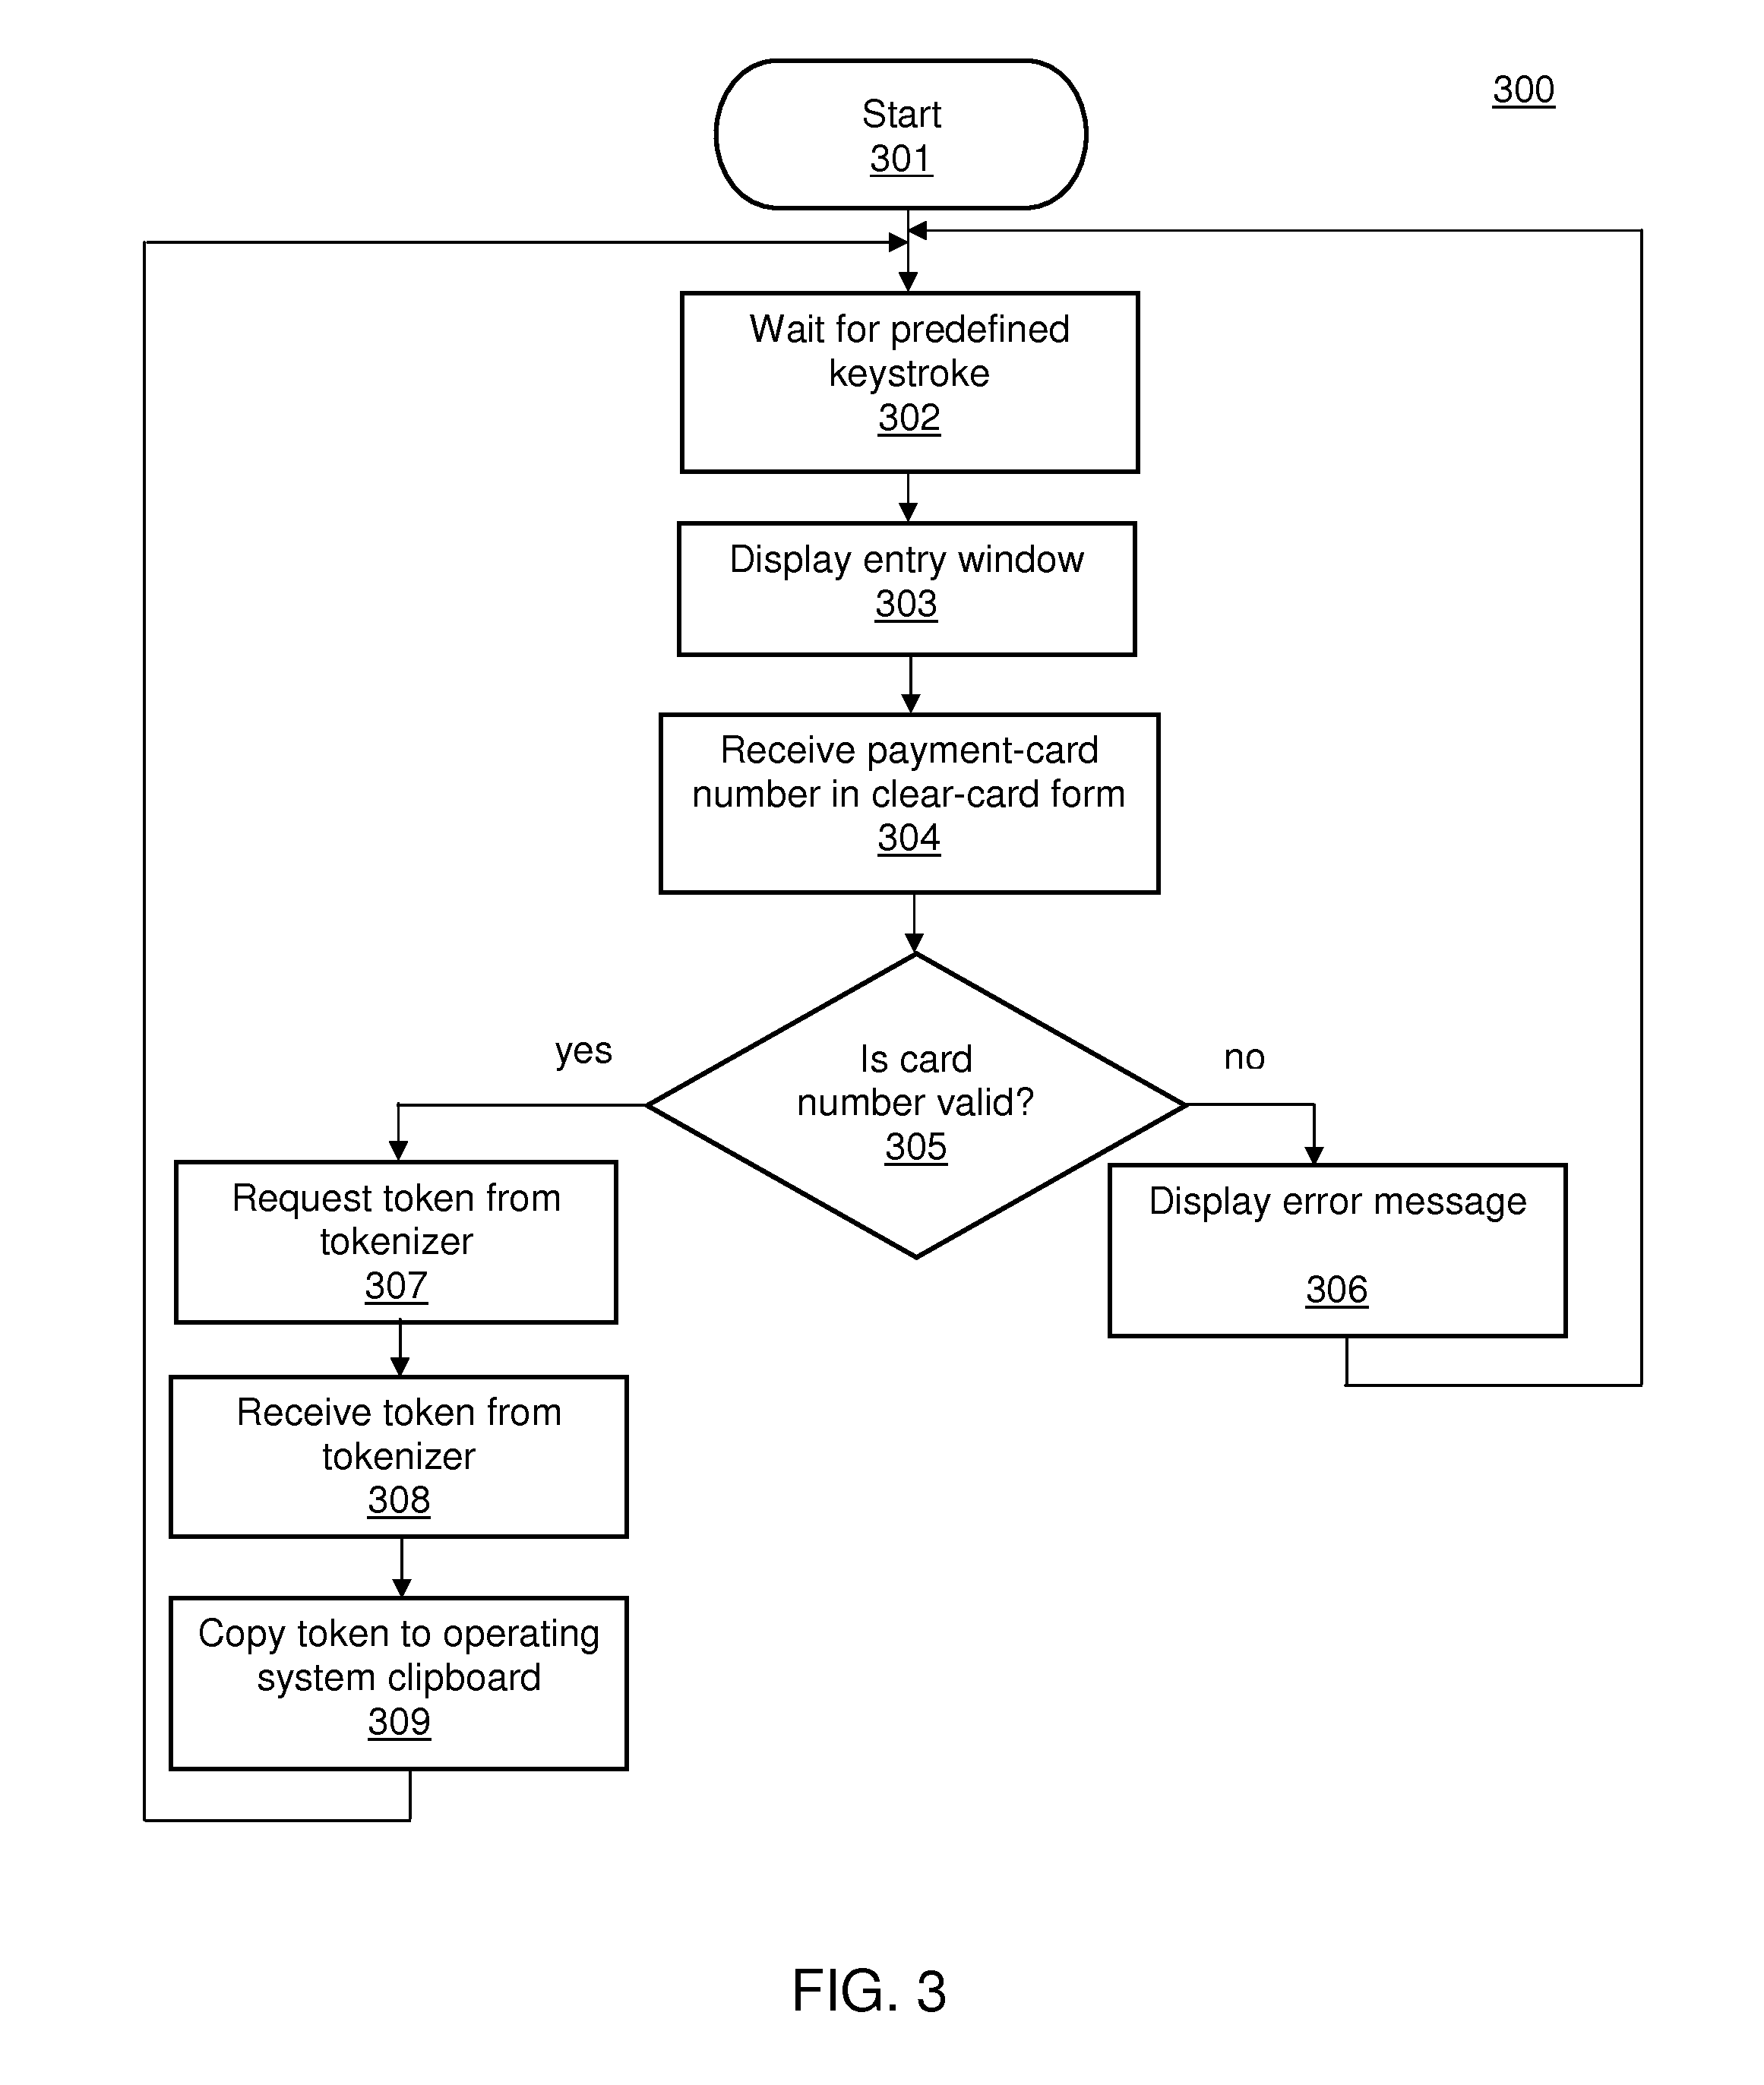 300
Start
301
Wait for predefined
keystroke
302
Display entry window
303
Receive payment-card
number in clear-card form
304
Is card
number valid?
305
yes
no
Request token from
tokenizer
307
Display error message
306
Receive token from
tokenizer
308
Copy token to operating
system clipboard
309
FIG. 3